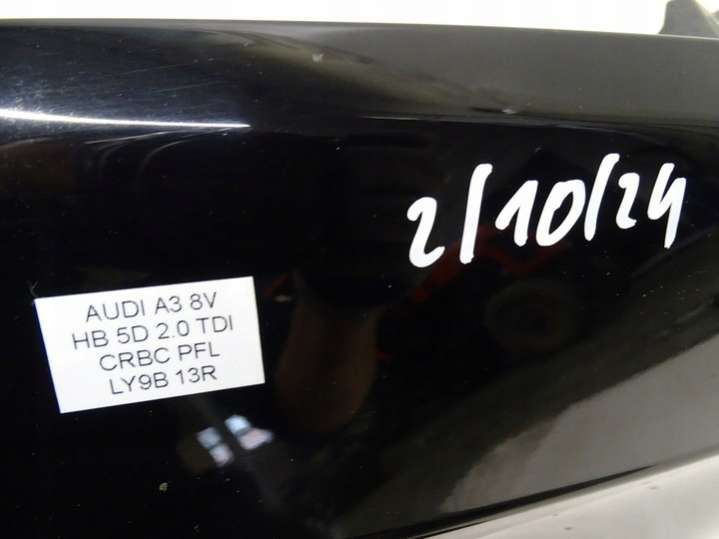 2/10/24
AUDI A3 8V
HB 5D 2.0 TDI
CRBC PFL
LY9B 13R